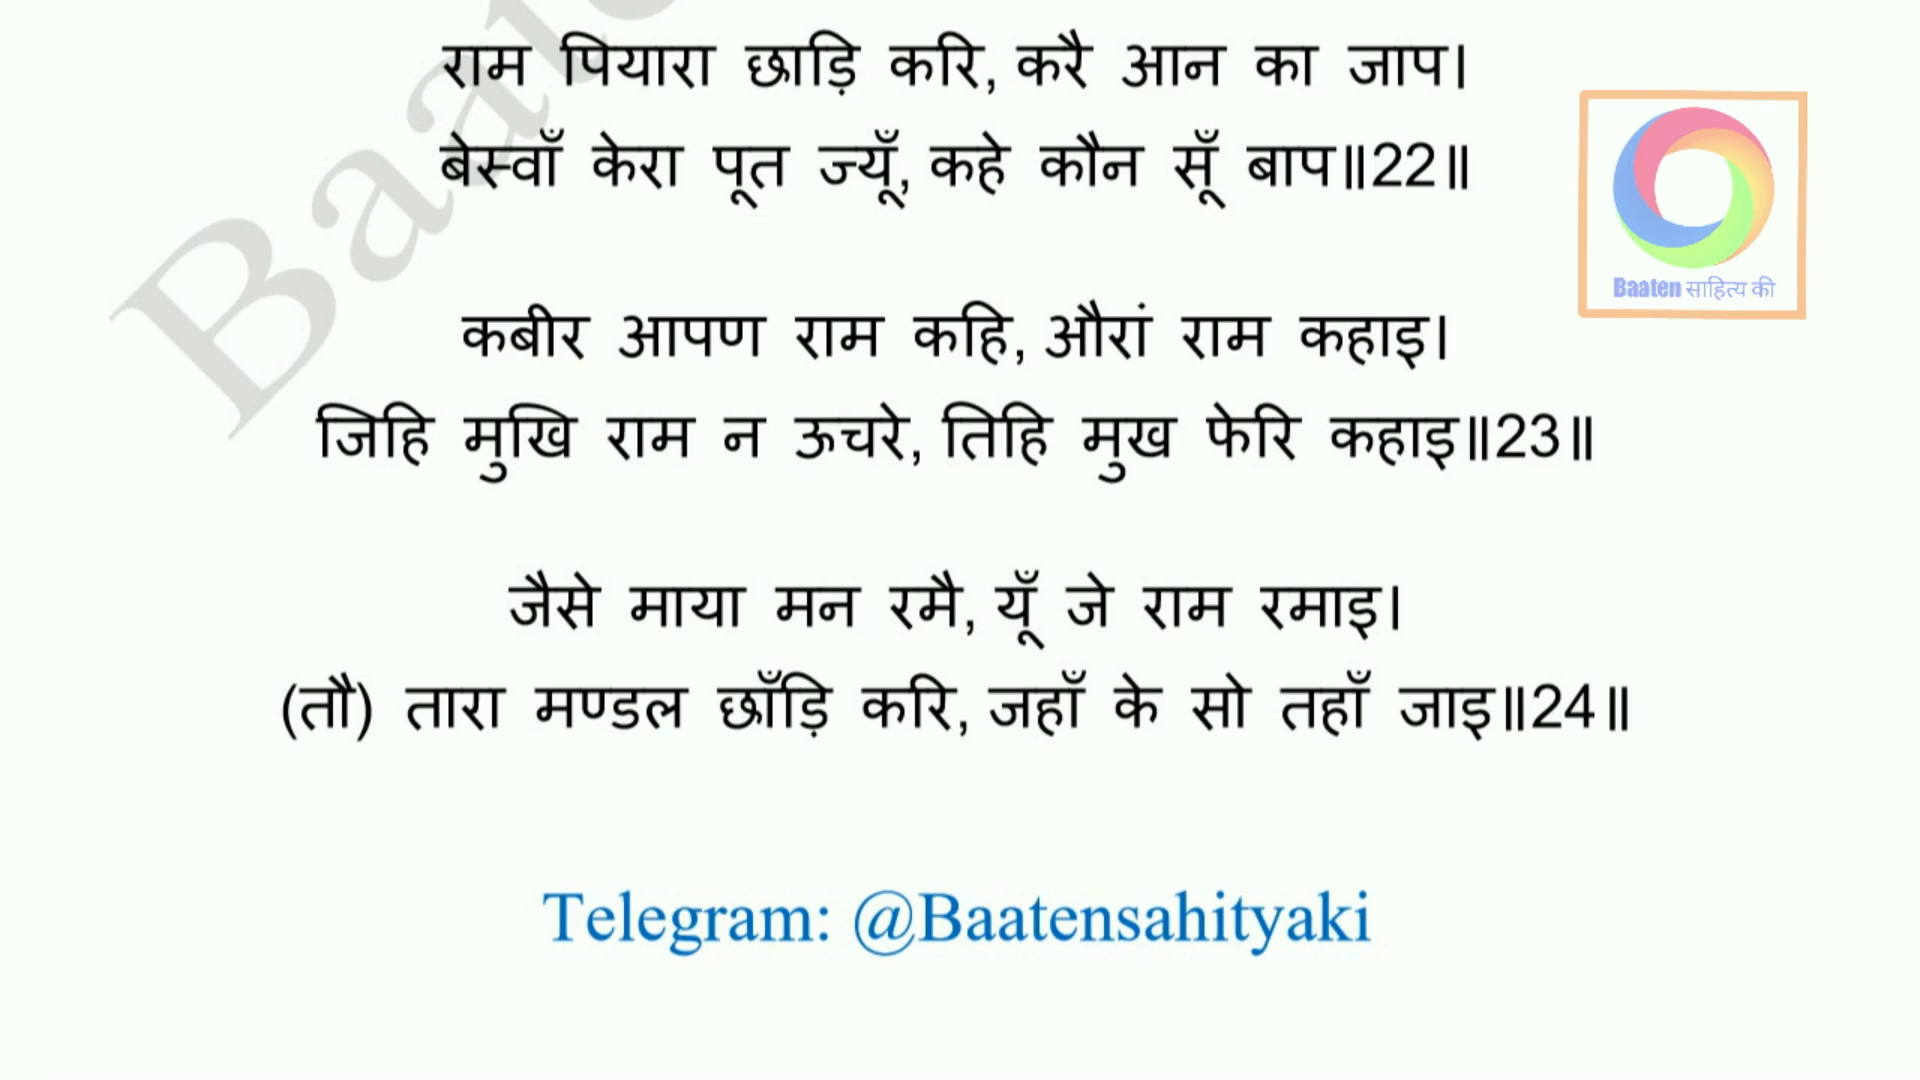 राम पियारा छाड़ि करि, करै आन का जाप।
बेस्वाँ केरा पूत ज्यूँ, कहे कौन सूँ बाप॥22॥
Baaten साहित्य की
कबीर आपण राम कहि, औरां राम कहाइ।
जिहि मुखि राम न ऊचरे, तिहि मुख फेरि कहाइ॥23॥
जैसे माया मन रमै, यूँ जे राम रमाइ।
(तौ) तारा मण्डल छाँड़ि करि, जहाँ के सो तहाँ जाइ॥24॥
Telegram: @Baatensahityaki